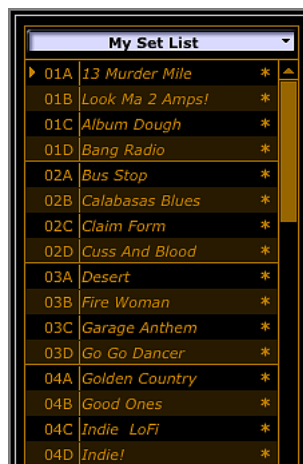 My Set List
01A 13 Murder Mile *
01B Look Ma 2 Amps! *
01C Album Dough *
01D Bang Radio *
02A Bus Stop *
02B Calabasas Blues *
02C Claim Form *
02D Cuss And Blood *
03A Desert *
03B Fire Woman *
03C Garage Anthem *
03D Go Go Dancer *
04A Golden Country *
04B Good Ones *
04C Indie  LoFi *
04D Indie! *